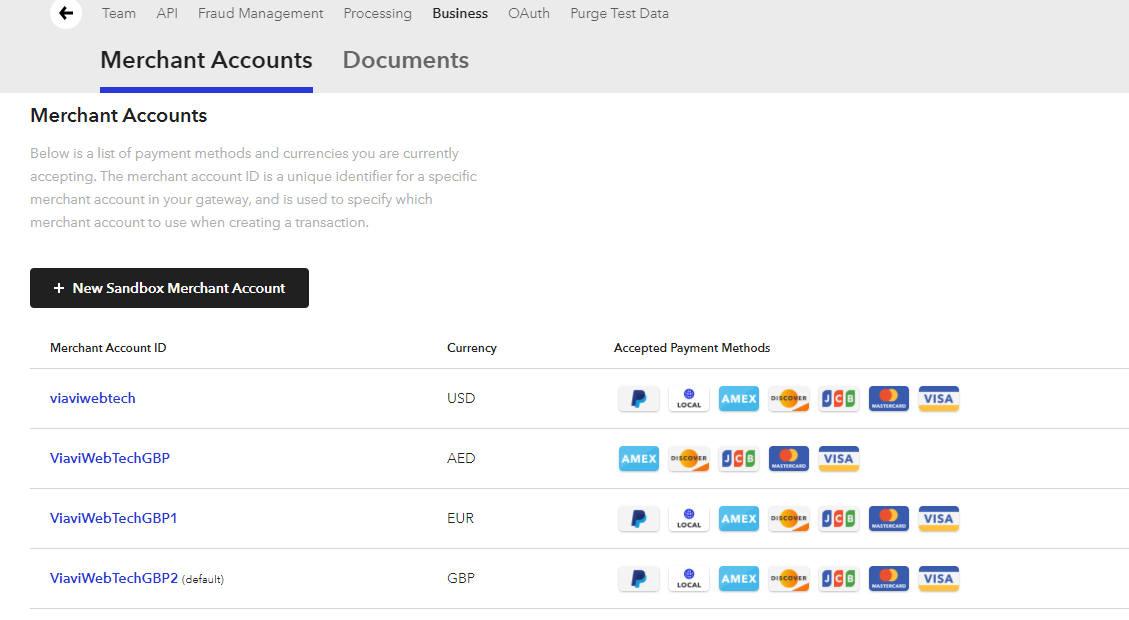 Team API Fraud Management Processing Business OAuth Purge Test Data
Merchant Accounts Documents
Merchant Accounts
Below is a list of payment methods and currencies you are currently
accepting. The merchant account ID is a unique identifier for a specific
merchant account in your gateway, and is used to specify which
merchant account to use when creating a transaction.
+ New Sandbox Merchant Account
Merchant Account ID Currency Accepted Payment Methods
viaviwebtech USD LOCAL AMEX DISCOVER JCB MASTERCARD VISA
ViaviWebTechGBP AED AMEX DISCOVER JCB MASTERCARD VISA
ViaviWebTechGBP1 EUR LOCAL AMEX DISCOVER JCB MASTERCARD VISA
ViaviWebTechGBP2 (default) GBP LOCAL AMEX DISCOVER JCB MASTERCARD VISA